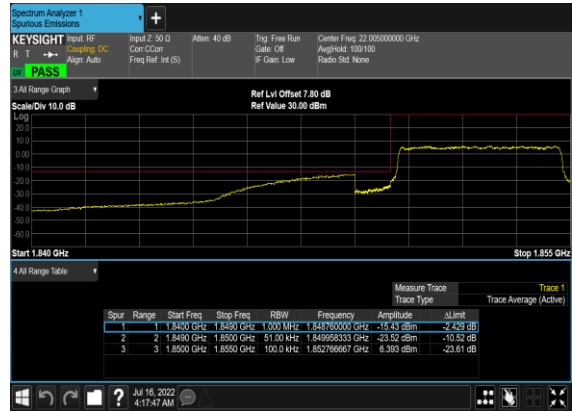 Spectrum Analyzer 1
Spurious Emissions
KEYSIGHT Input: RF Input Z: 50 Ω Atten: 40 dB Trig: Free Run Center Freq: 22.005000000 GHz
R T Coupling: DC Corr CCorr Gate: Off Avg|Hold: 100/100
Align: Auto Freq Ref: Int (S) IF Gain: Low Radio Std: None
PASS
3 All Range Graph
Ref Lvl Offset 7.80 dB
Scale/Div 10.0 dB Ref Value 30.00 dBm
Log
20.0
10.0
0.00
-10.0
-20.0
-30.0
-40.0
-50.0
-60.0
Start 1.840 GHz Stop 1.855 GHz
4 All Range Table
Measure Trace Trace 1
Trace Type Trace Average (Active)
Spur Range Start Freq Stop Freq RBW Frequency Amplitude ΔLimit
1 1 1.8400 GHz 1.8490 GHz 1.000 MHz 1.848760000 GHz -15.43 dBm -2.429 dB
2 2 1.8490 GHz 1.8500 GHz 51.00 kHz 1.849958333 GHz -23.52 dBm -10.52 dB
3 3 1.8500 GHz 1.8550 GHz 100.0 kHz 1.852766667 GHz 6.393 dBm -23.61 dB
? Jul 16, 2022
4:17:47 AM